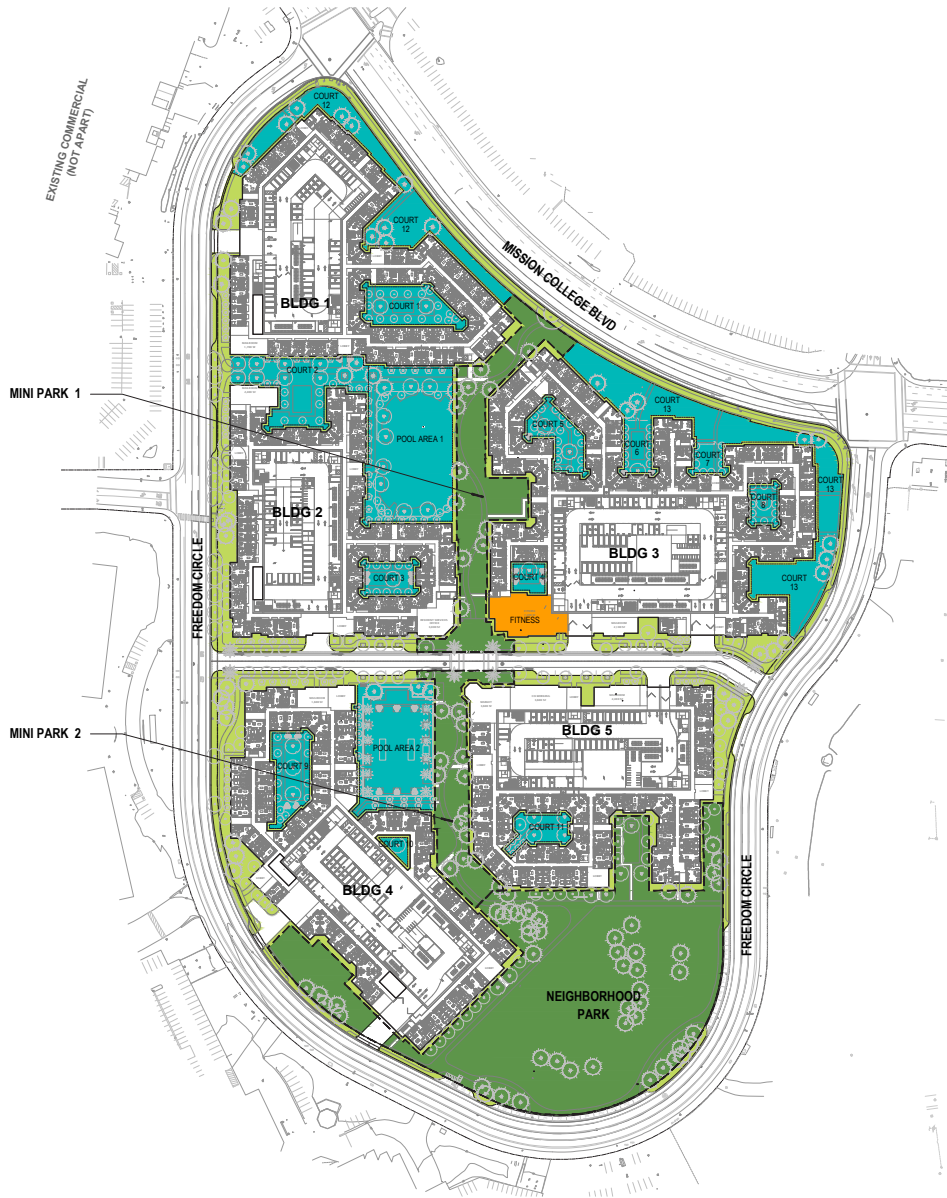 EXISTING COMMERCIAL
(NOT APART)
COURT
12
COURT
12
MISSION COLLEGE BLVD
BLDG 1
COURT 1
COURT 2
MINI PARK 1
POOL AREA 1
COURT 5
COURT
13
COURT
6
COURT
7
COURT
13
COURT
8
BLDG 2
BLDG 3
COURT 3
COURT 4
COURT
13
FITNESS
FREEDOM CIRCLE
MINI PARK 2
POOL AREA 2
BLDG 5
COURT 9
COURT 11
COURT 10
BLDG 4
FREEDOM CIRCLE
NEIGHBORHOOD
PARK